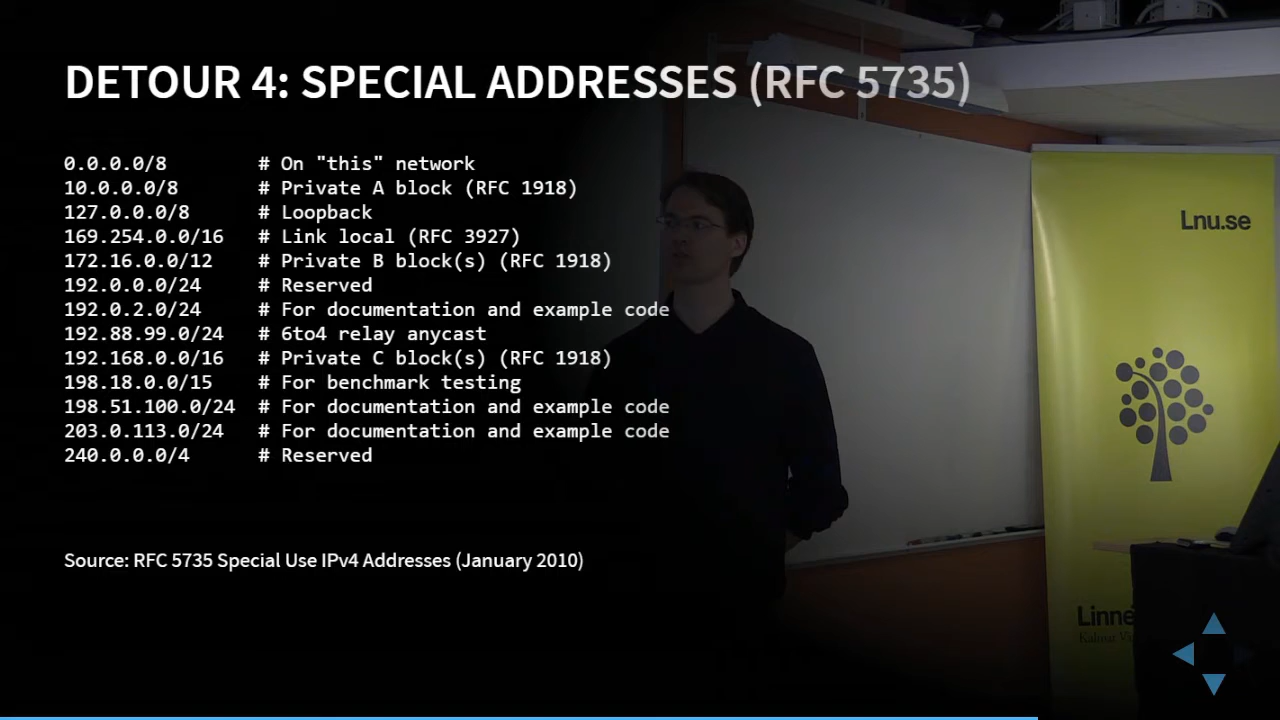 DETOUR 4: SPECIAL ADDRESSES (RFC 5735)
0.0.0.0/8 # On "this" network
10.0.0.0/8 # Private A block (RFC 1918)
127.0.0.0/8 # Loopback
169.254.0.0/16 # Link local (RFC 3927)
172.16.0.0/12 # Private B block(s) (RFC 1918)
192.0.0.0/24 # Reserved
192.0.2.0/24 # For documentation and example code
192.88.99.0/24 # 6to4 relay anycast
192.168.0.0/16 # Private C block(s) (RFC 1918)
198.18.0.0/15 # For benchmark testing
198.51.100.0/24 # For documentation and example code
203.0.113.0/24 # For documentation and example code
240.0.0.0/4 # Reserved
Source: RFC 5735 Special Use IPv4 Addresses (January 2010)
Lnu.se
Linne
Kalmar